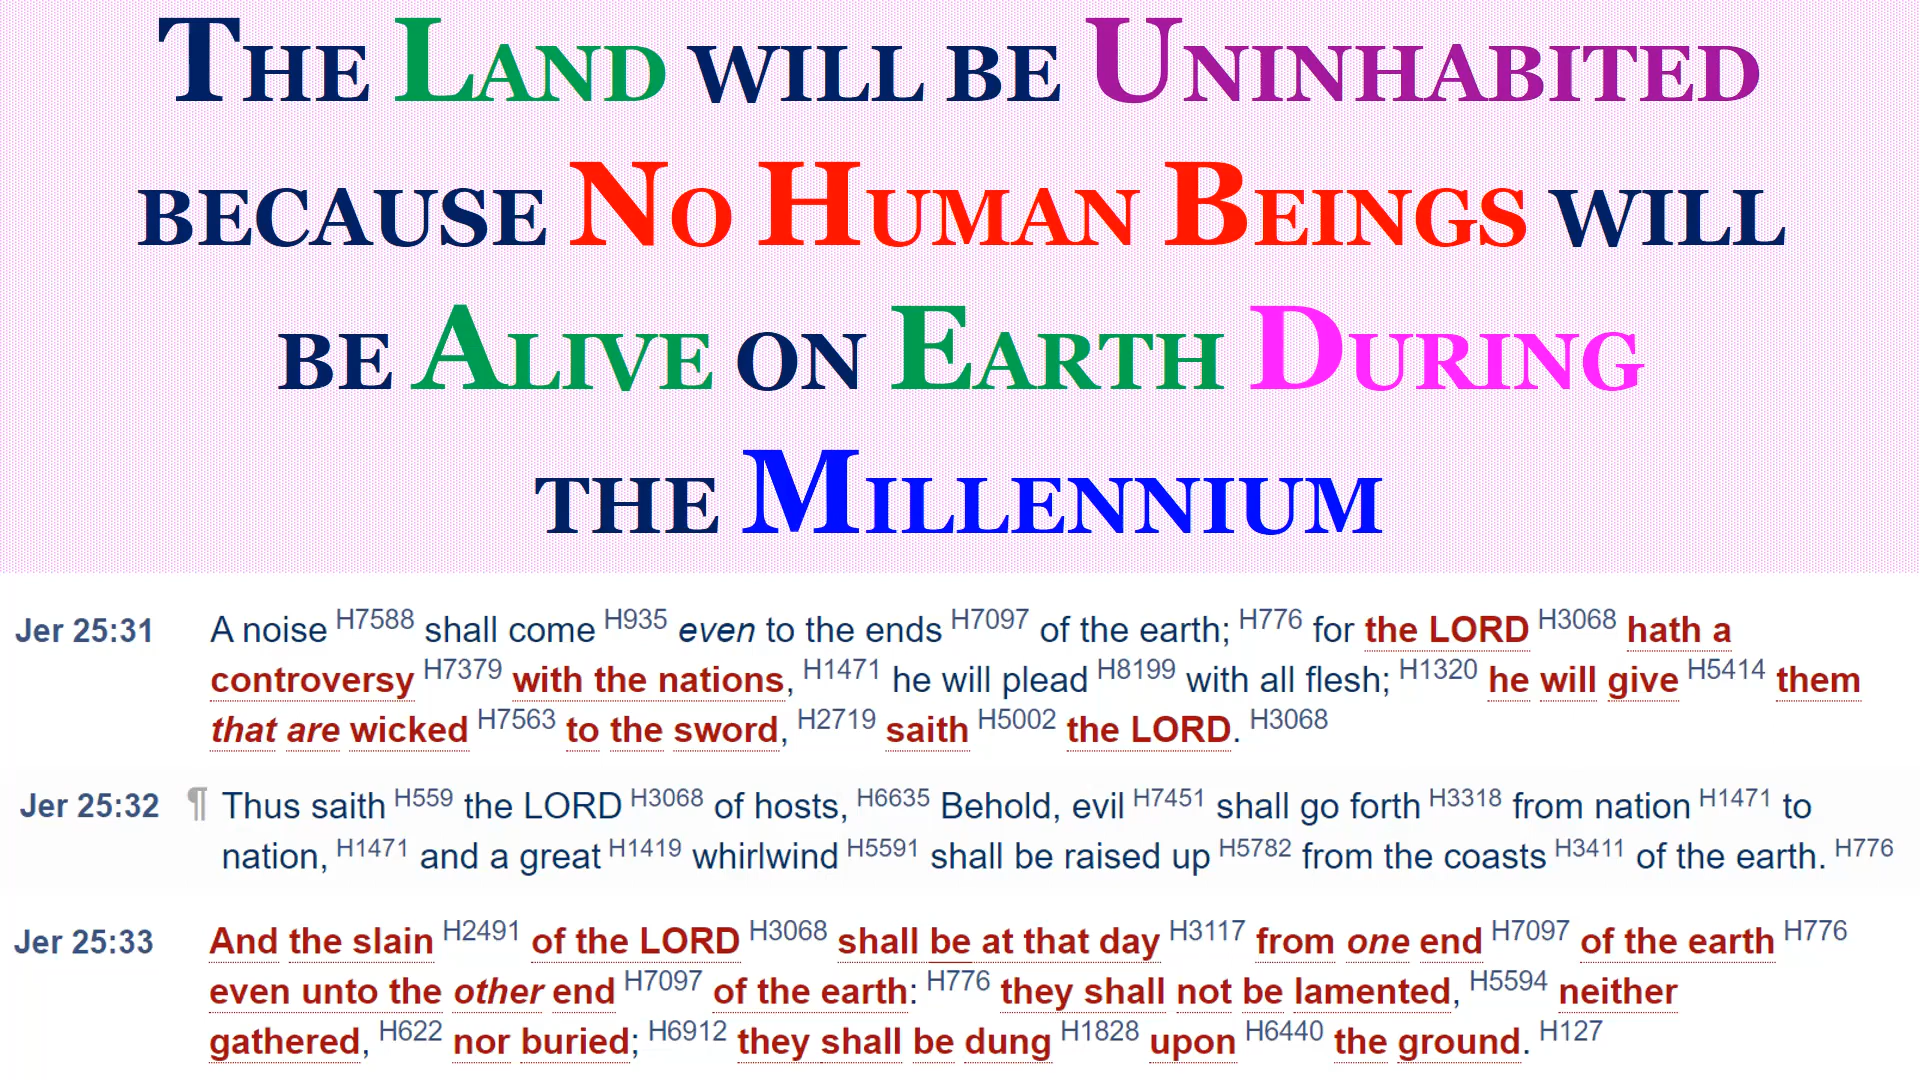 THE LAND WILL BE UNINHABITED
BECAUSE NO HUMAN BEINGS WILL
BE ALIVE ON EARTH DURING
THE MILLENNIUM
Jer 25:31 A noise H7588 shall come H935 even to the ends H7097 of the earth; H776 for the LORD H3068 hath a
controversy H7379 with the nations, H1471 he will plead H8199 with all flesh; H1320 he will give H5414 them
that are wicked H7563 to the sword, H2719 saith H5002 the LORD. H3068
Jer 25:32 ¶ Thus saith H559 the LORD H3068 of hosts, H6635 Behold, evil H7451 shall go forth H3318 from nation H1471 to
nation, H1471 and a great H1419 whirlwind H5591 shall be raised up H5782 from the coasts H3411 of the earth. H776
Jer 25:33 And the slain H2491 of the LORD H3068 shall be at that day H3117 from one end H7097 of the earth H776
even unto the other end H7097 of the earth: H776 they shall not be lamented, H5594 neither
gathered, H622 nor buried; H6912 they shall be dung H1828 upon H6440 the ground. H127